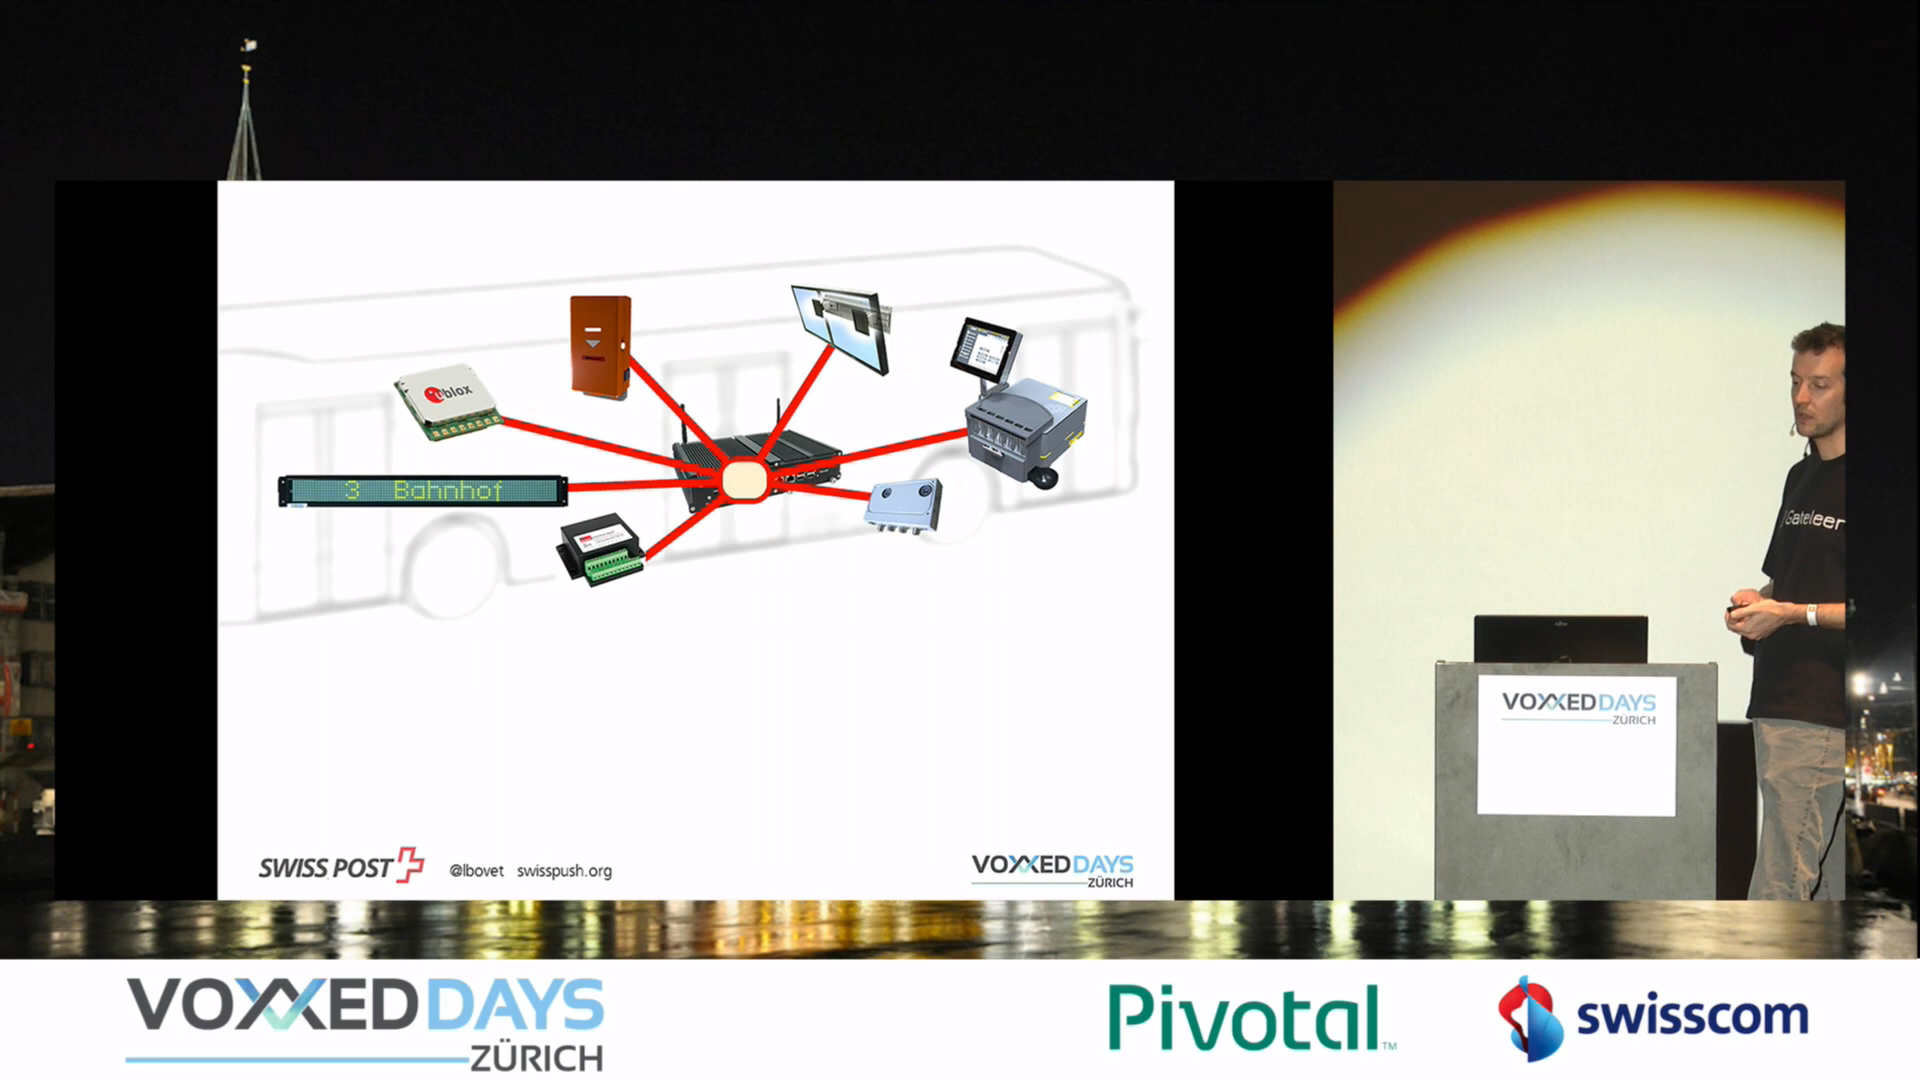 u-blox
3 Bahnhof
SWISS POST
@lbovet swisspush.org
VOXXED DAYS
ZÜRICH
Gateleen
VOXXED DAYS
ZÜRICH
VOXXED DAYS
ZÜRICH
Pivotal™
swisscom